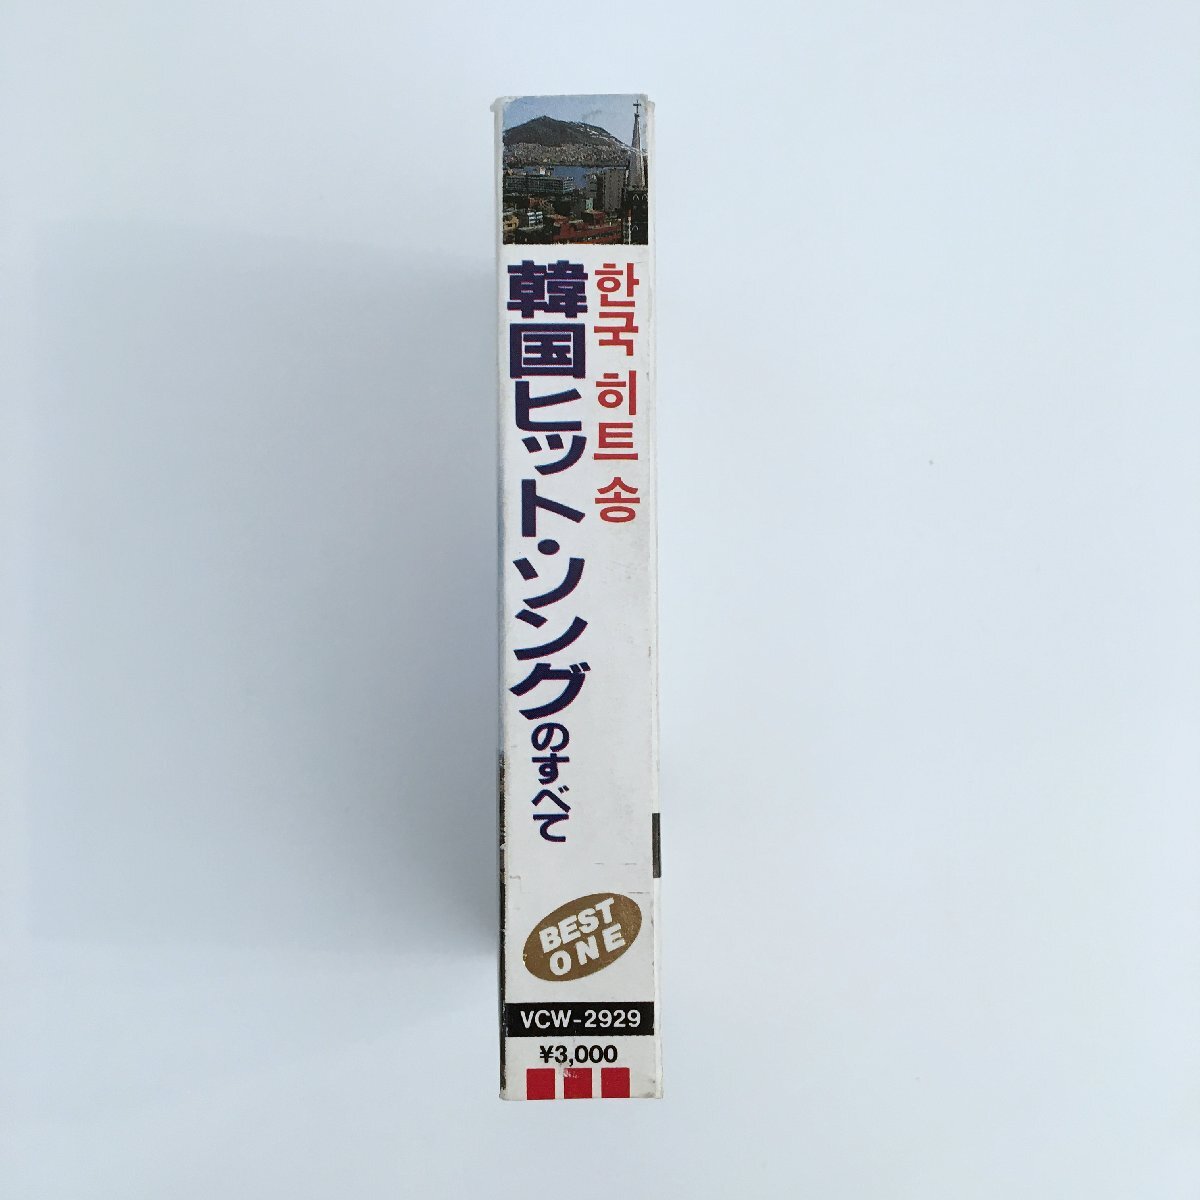 한국 히트 송
韓国ヒット・ソングのすべて
BEST
ONE
VCW-2929
¥3,000